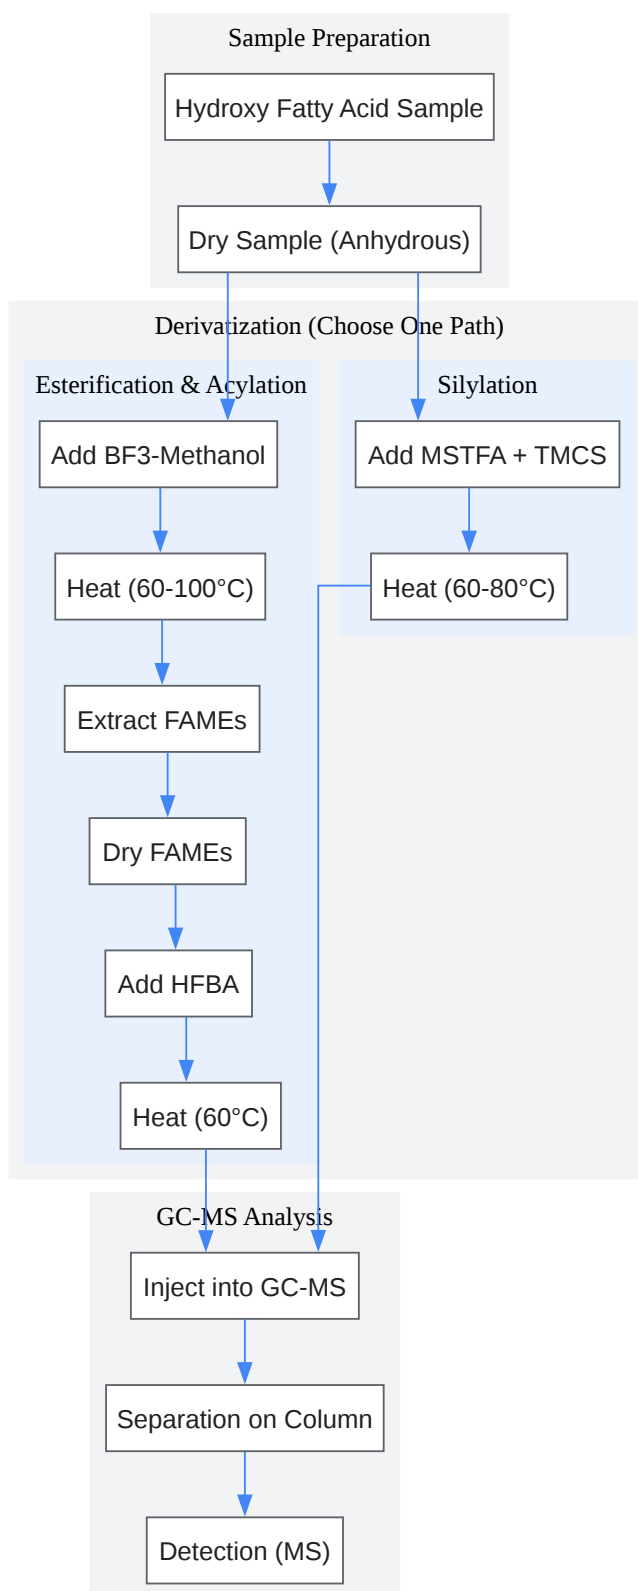 Sample Preparation
Hydroxy Fatty Acid Sample
Dry Sample (Anhydrous)
Derivatization (Choose One Path)
Esterification & Acylation
Add BF3-Methanol
Heat (60-100°C)
Extract FAMEs
Dry FAMEs
Add HFBA
Heat (60°C)
Silylation
Add MSTFA + TMCS
Heat (60-80°C)
GC-MS Analysis
Inject into GC-MS
Separation on Column
Detection (MS)